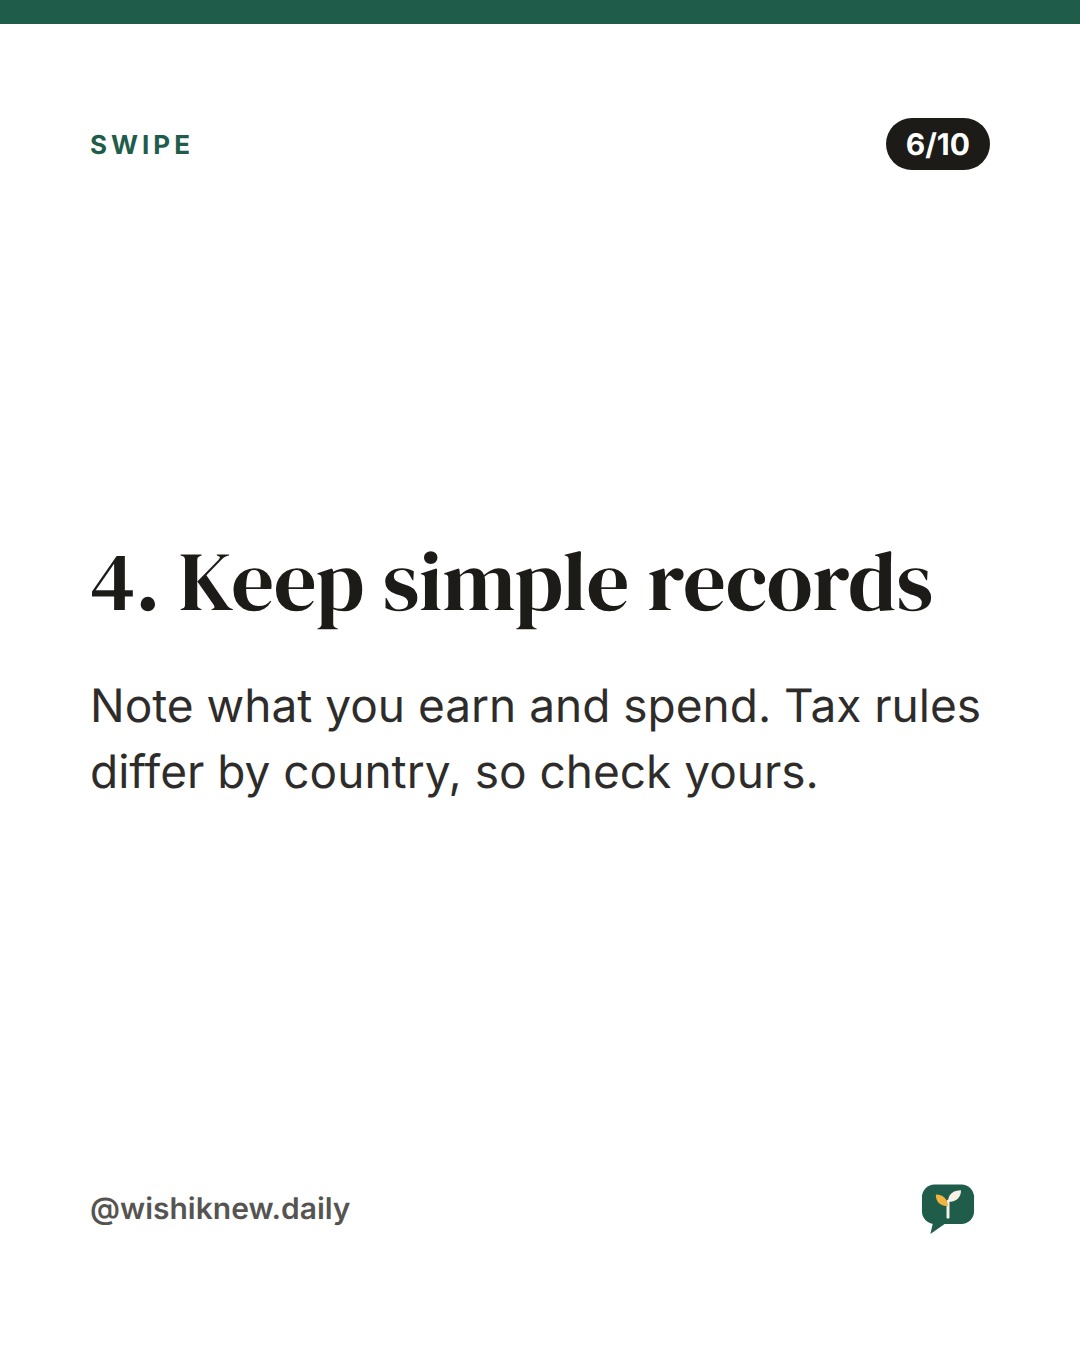 SWIPE
6/10
4. Keep simple records
Note what you earn and spend. Tax rules
differ by country, so check yours.
@wishiknew.daily